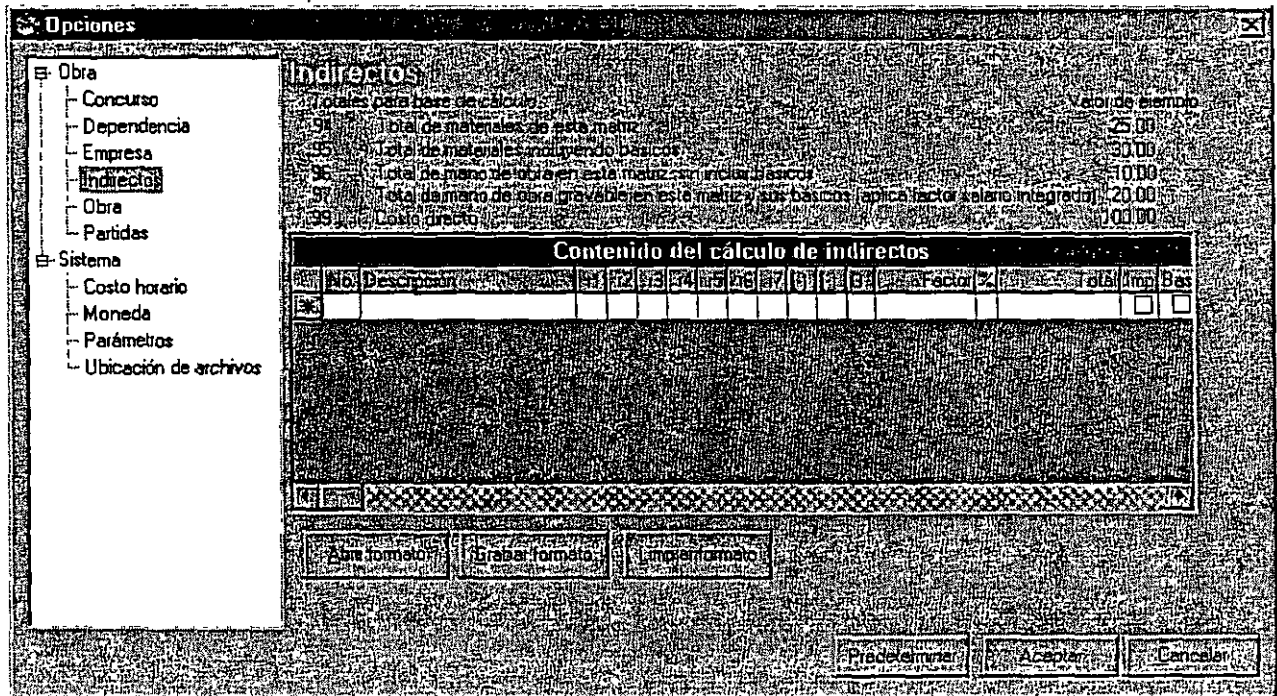 Opciones
Obra
Concurso
Dependencia
Empresa
Indirectos
Obra
Partidas
Sistema
Costo horario
Moneda
Parámetros
Ubicación de archivos
Indirectos
Totales para base de cálculo Valor de ejemplo
94 Total de materiales de esta matriz 25.00
95 Total de materiales incluyendo básicos 30.00
96 Total de mano de obra en esta matriz, sin incluir básicos 10.00
97 Total de mano de obra gravable en esta matriz y sus básicos (aplica factor salario integrado) 20.00
99 Costo directo 100.00
Contenido del cálculo de indirectos
No. Descripción Factor % Total Imp Bas
Abrir formato Grabar formato Limpiar formato
Predeterminar Aceptar Cancelar